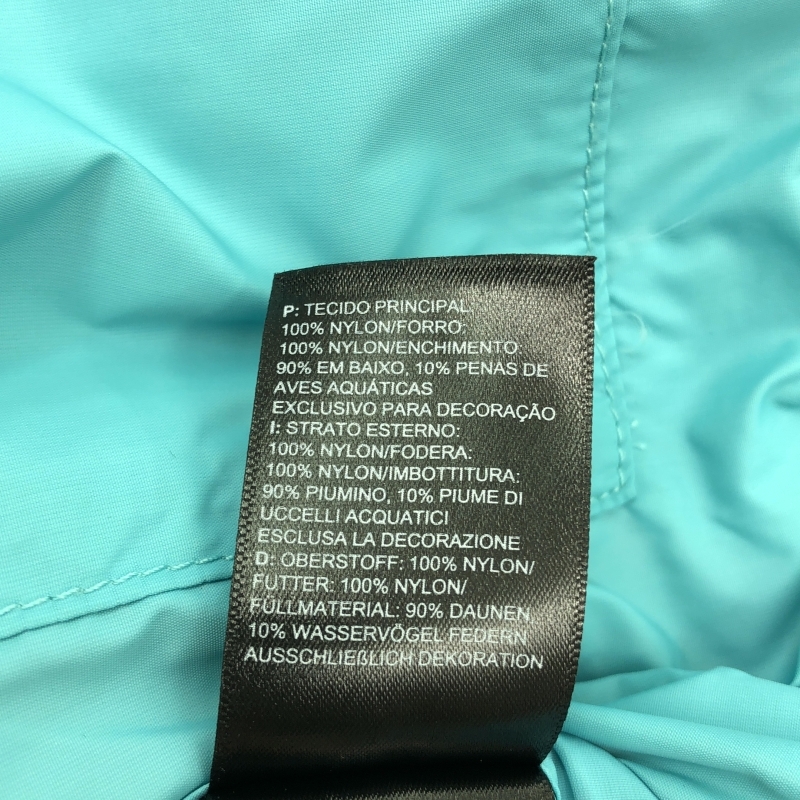 P: TECIDO PRINCIPAL
100% NYLON/FORRO:
100% NYLON/ENCHIMENTO
90% EM BAIXO, 10% PENAS DE
AVES AQUÁTICAS
EXCLUSIVO PARA DECORAÇÃO
I: STRATO ESTERNO:
100% NYLON/FODERA:
100% NYLON/IMBOTTITURA:
90% PIUMINO, 10% PIUME DI
UCCELLI ACQUATICI
ESCLUSA LA DECORAZIONE
D: OBERSTOFF: 100% NYLON/
FUTTER: 100% NYLON/
FÜLLMATERIAL: 90% DAUNEN
10% WASSERVÖGEL FEDERN
AUSSCHLIEßLICH DEKORATION